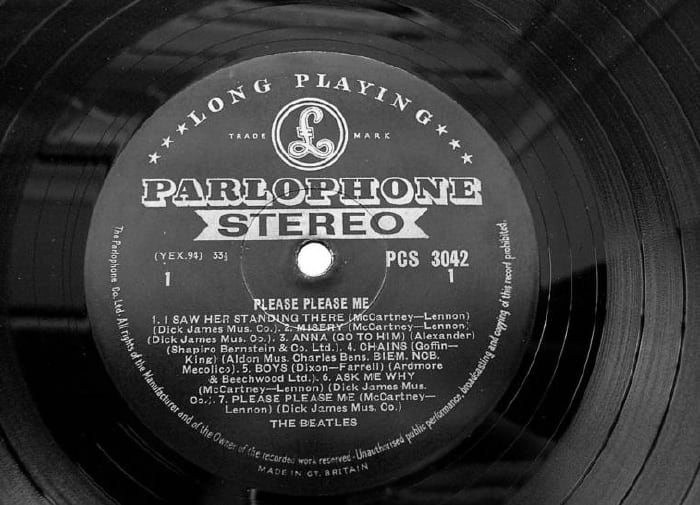 LONG PLAYING
TRADE MARK
£
PARLOPHONE
STEREO
(YEX.94) 33⅓
PCS 3042
1
1
PLEASE PLEASE ME
1. I SAW HER STANDING THERE (McCartney—Lennon)
(Dick James Mus. Co.). 2. MISERY (McCartney—Lennon)
(Dick James Mus. Co.). 3. ANNA (GO TO HIM) (Alexander)
(Shapiro Bernstein & Co. Ltd.). 4. CHAINS (Goffin—
King) (Aldon Mus. Charles Bens. BIEM. NCB.
Mecolico). 5. BOYS (Dixon—Farrell) (Ardmore
& Beechwood Ltd.). 6. ASK ME WHY
(McCartney—Lennon) (Dick James Mus.
Co.). 7. PLEASE PLEASE ME (McCartney—
Lennon) (Dick James Mus. Co.)
THE BEATLES
The Parlophone Co. Ltd. All rights of the Manufacturer and of the Owner of the recorded work reserved · Unauthorised public performance, broadcasting and copying of this record prohibited.
MADE IN GT. BRITAIN